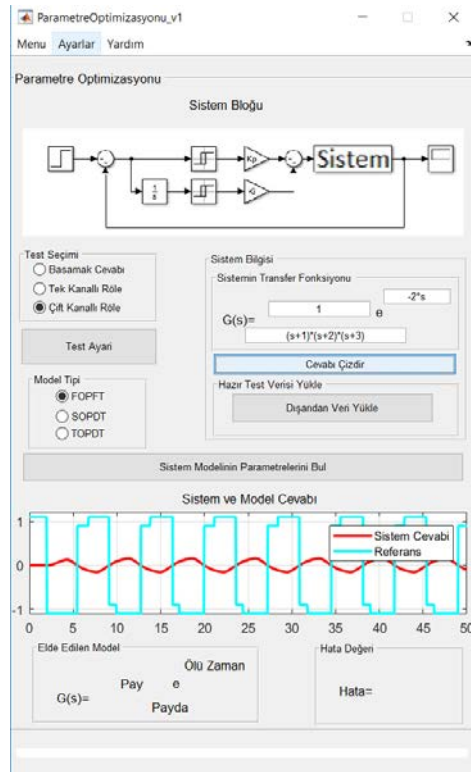 ParametreOptimizasyonu_v1
Menu Ayarlar Yardım
Parametre Optimizasyonu
Sistem Bloğu
Kp
Sistem
1
s
Test Seçimi
Basamak Cevabı
Tek Kanallı Röle
Çift Kanallı Röle
Test Ayari
Model Tipi
FOPFT
SOPDT
TOPDT
Sistem Bilgisi
Sistemin Transfer Fonksiyonu
-2*s
1
e
G(s)=
(s+1)*(s+2)*(s+3)
Cevabı Çizdir
Hazır Test Verisi Yükle
Dışandan Veri Yükle
Sistem Modelinin Parametrelerini Bul
Sistem ve Model Cevabı
1
0
-1
Sistem Cevabi
Referans
0 5 10 15 20 25 30 35 40 45 50
Elde Edilen Model
Ölü Zaman
Pay e
G(s)=
Payda
Hata Değeri
Hata=